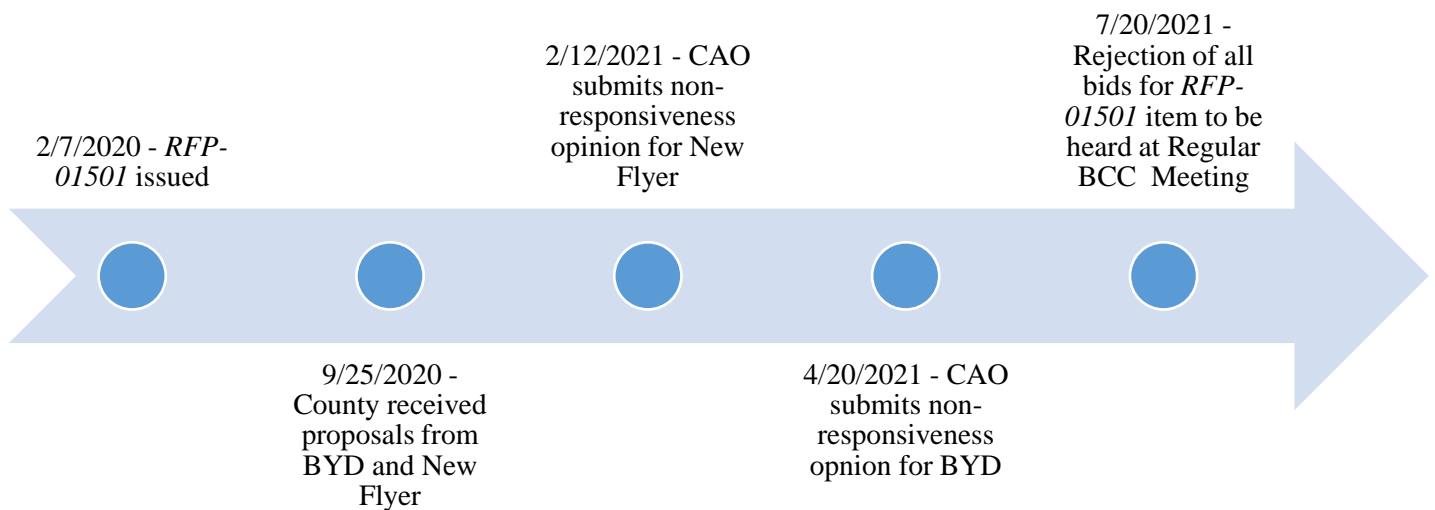 2/7/2020 - RFP-
01501 issued
9/25/2020 -
County received
proposals from
BYD and New
Flyer
2/12/2021 - CAO
submits non-
responsiveness
opinion for New
Flyer
4/20/2021 - CAO
submits non-
responsiveness
opnion for BYD
7/20/2021 -
Rejection of all
bids for RFP-
01501 item to be
heard at Regular
BCC Meeting